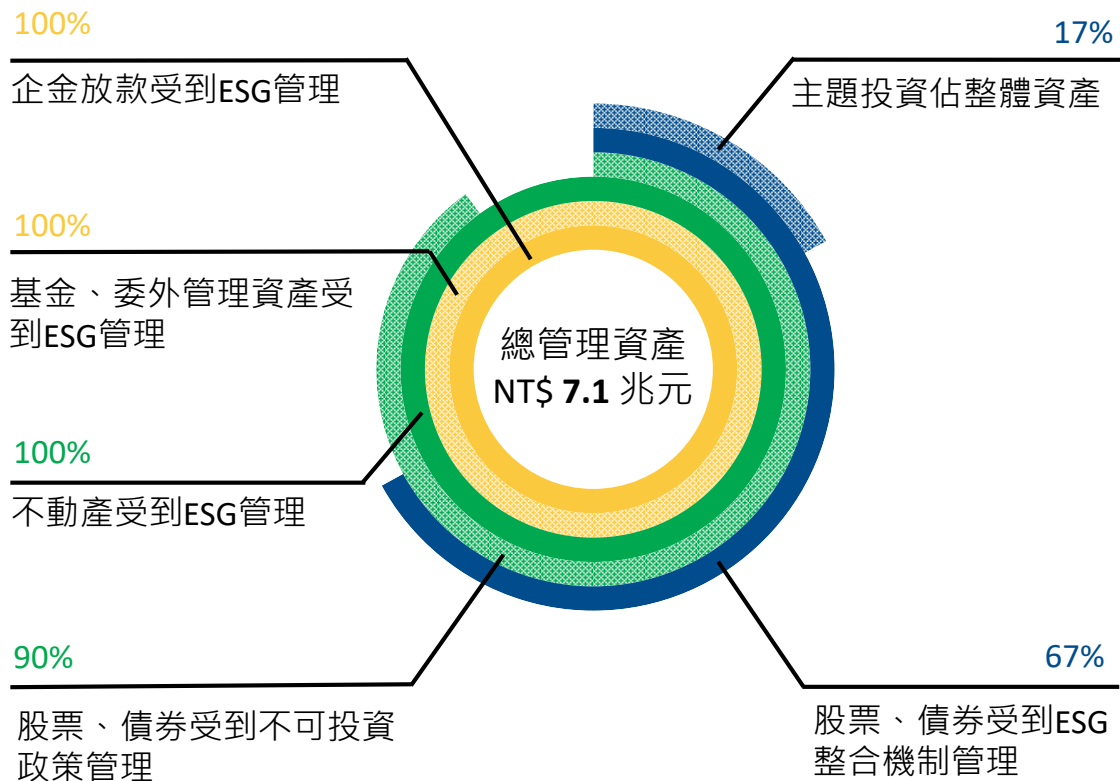 100%
企金放款受到ESG管理
100%
基金、委外管理資產受
到ESG管理
100%
不動產受到ESG管理
90%
股票、債券受到不可投資
政策管理
總管理資產
NT$ 7.1 兆元
17%
主題投資佔整體資產
67%
股票、債券受到ESG
整合機制管理